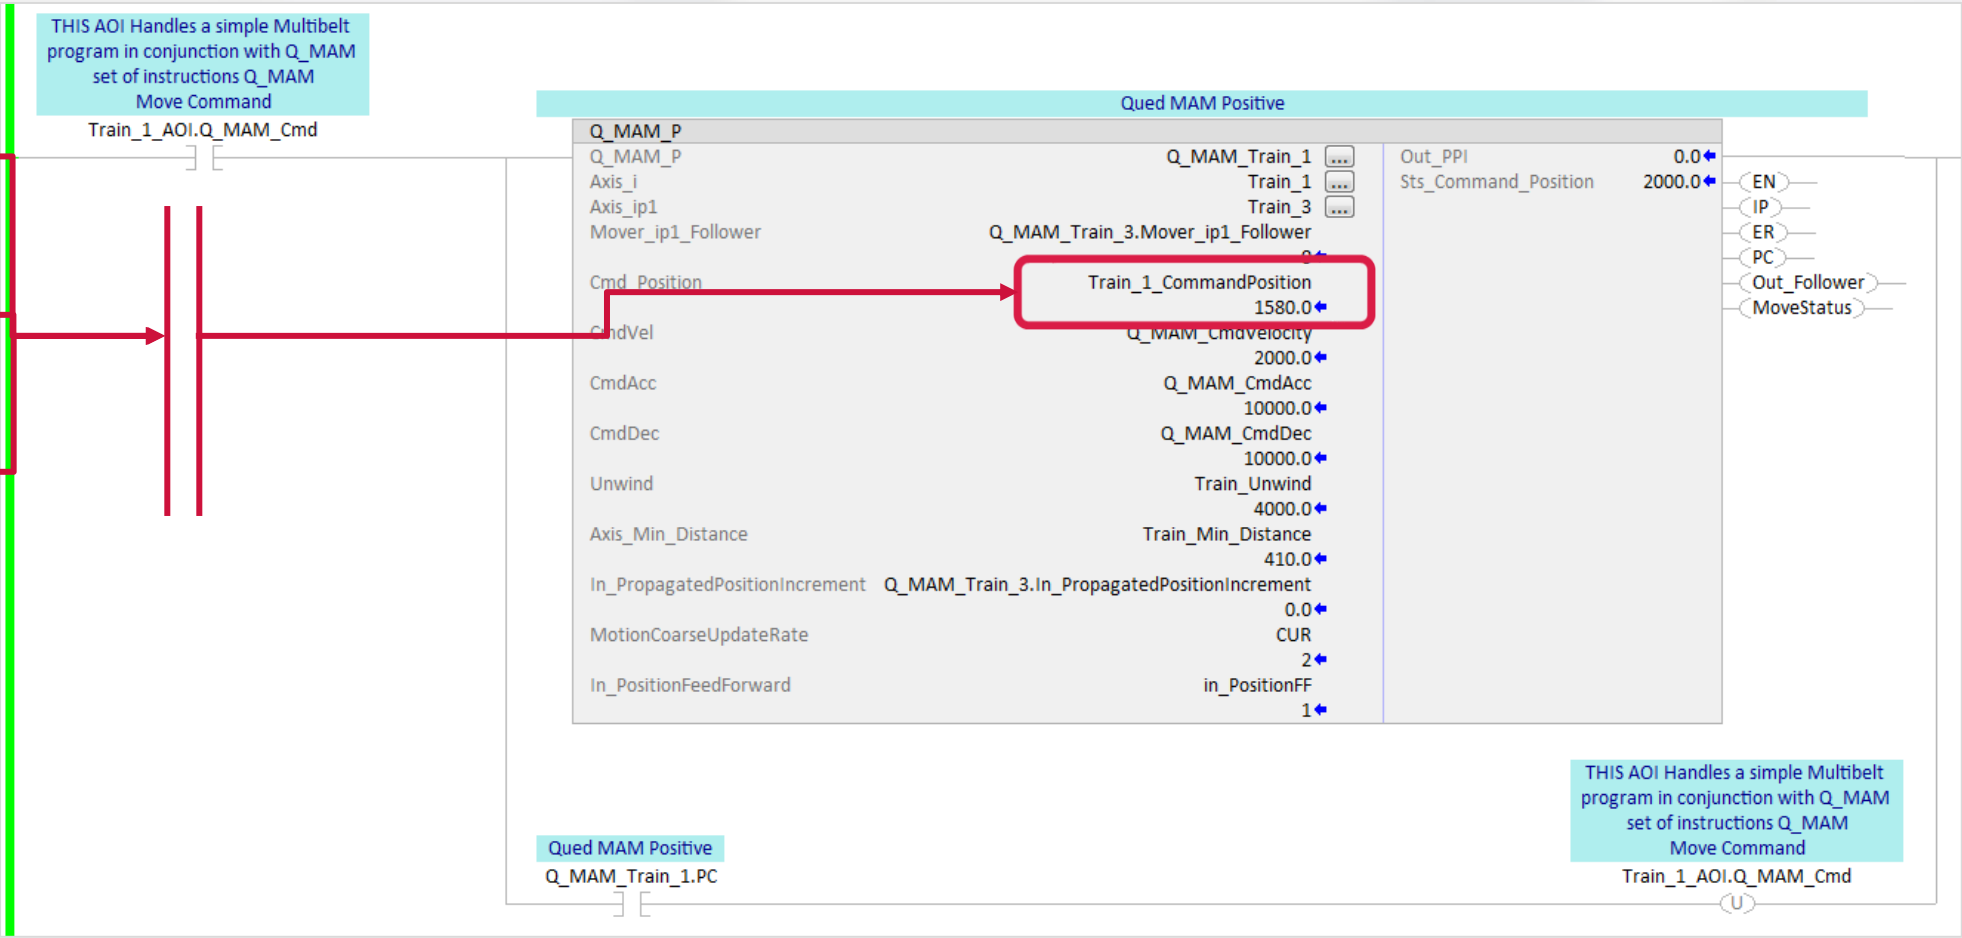 THIS AOI Handles a simple Multibelt
program in conjunction with Q_MAM
set of instructions Q_MAM
Move Command
Train_1_AOI.Q_MAM_Cmd
Qued MAM Positive
Q_MAM_P
Q_MAM_P Q_MAM_Train_1 ... Out_PPI 0.0
Axis_i Train_1 ... Sts_Command_Position 2000.0 EN
Axis_ip1 Train_3 ... IP
Mover_ip1_Follower Q_MAM_Train_3.Mover_ip1_Follower ER
0 PC
Cmd_Position Train_1_CommandPosition Out_Follower
1580.0 MoveStatus
CmdVel Q_MAM_CmdVelocity
2000.0
CmdAcc Q_MAM_CmdAcc
10000.0
CmdDec Q_MAM_CmdDec
10000.0
Unwind Train_Unwind
4000.0
Axis_Min_Distance Train_Min_Distance
410.0
In_PropagatedPositionIncrement Q_MAM_Train_3.In_PropagatedPositionIncrement
0.0
MotionCoarseUpdateRate CUR
2
In_PositionFeedForward in_PositionFF
1
THIS AOI Handles a simple Multibelt
program in conjunction with Q_MAM
set of instructions Q_MAM
Move Command
Train_1_AOI.Q_MAM_Cmd
U
Qued MAM Positive
Q_MAM_Train_1.PC